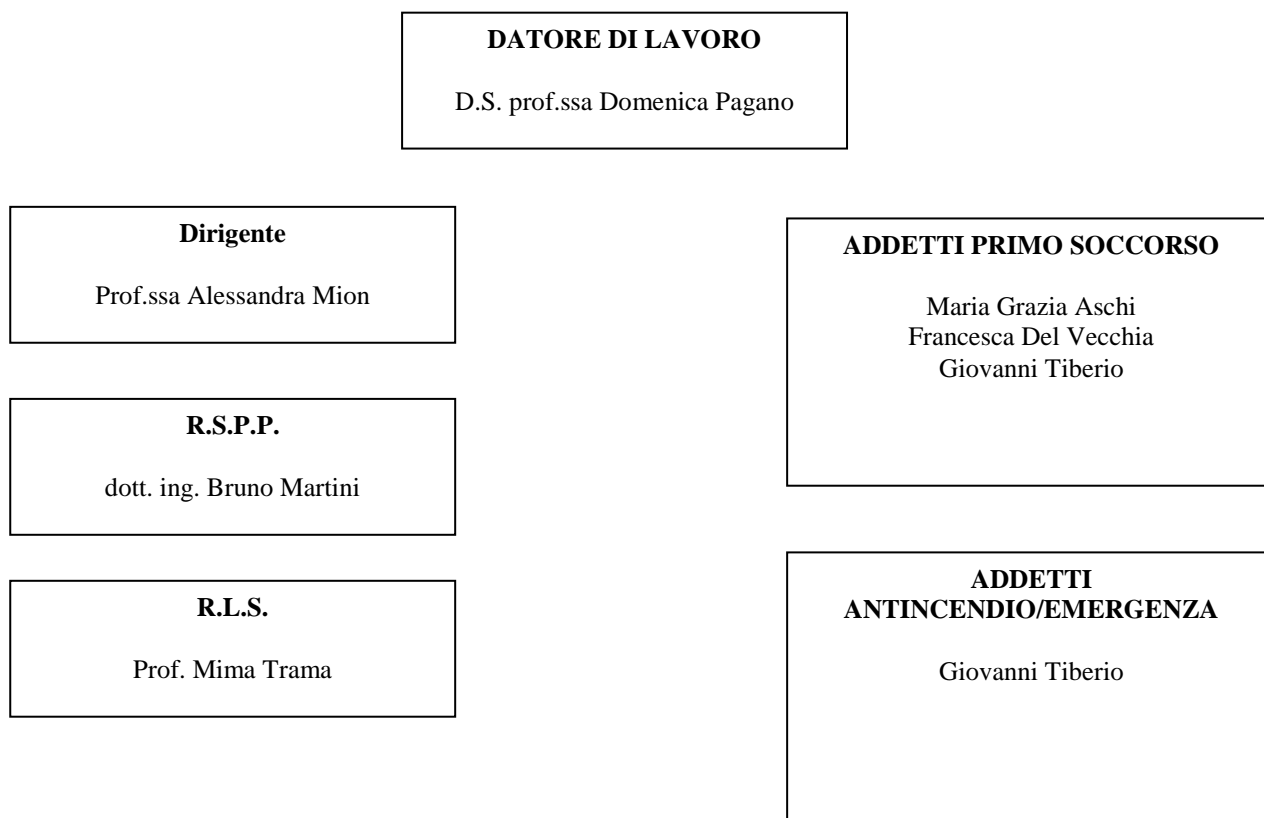 DATORE DI LAVORO
D.S. prof.ssa Domenica Pagano
Dirigente
Prof.ssa Alessandra Mion
R.S.P.P.
dott. ing. Bruno Martini
R.L.S.
Prof. Mima Trama
ADDETTI PRIMO SOCCORSO
Maria Grazia Aschi
Francesca Del Vecchia
Giovanni Tiberio
ADDETTI
ANTINCENDIO/EMERGENZA
Giovanni Tiberio